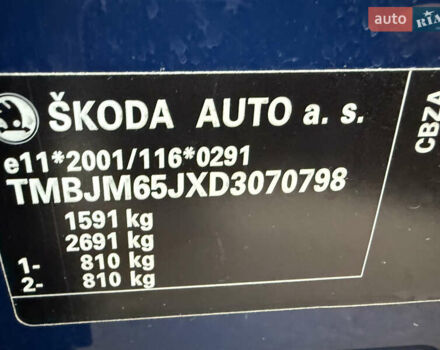 auto
RIA
ŠKODA AUTO a. s.
e11*2001/116*0291
TMBJM65JXD3070798
1591 kg
2691 kg
1- 810 kg
2- 810 kg
CBZA